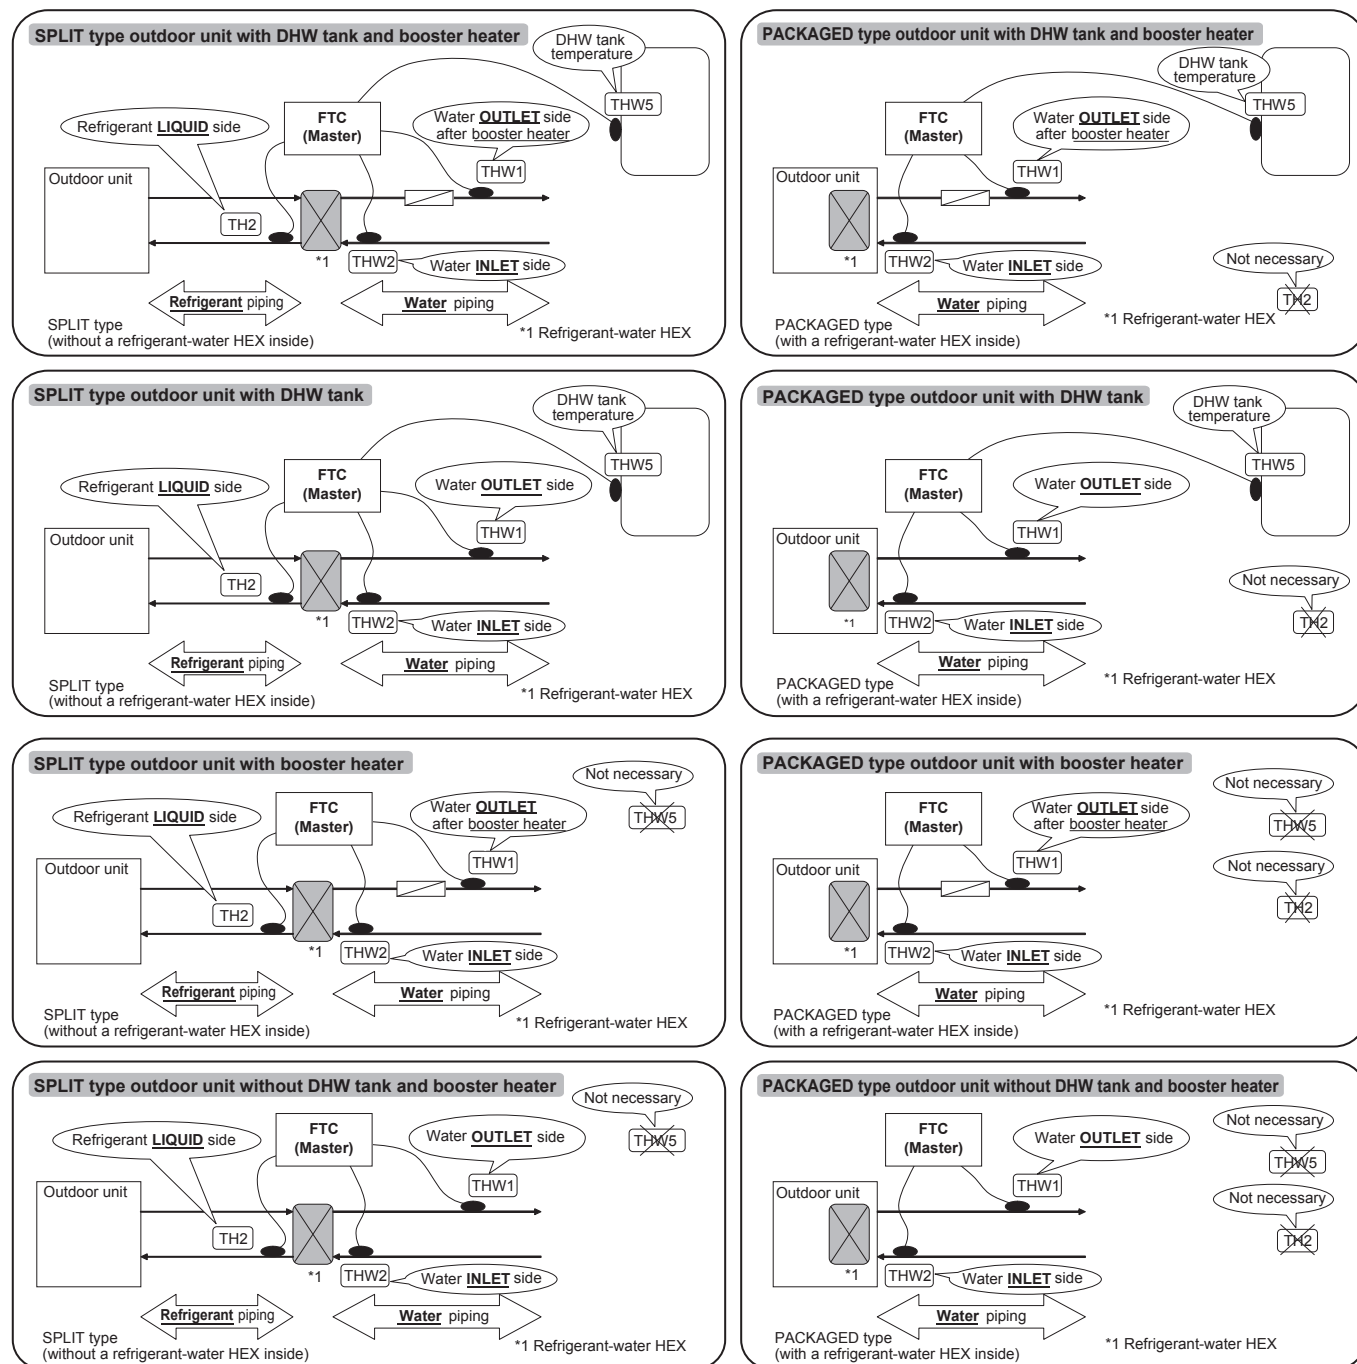 SPLIT type outdoor unit with DHW tank and booster heater
DHW tank
temperature
THW5
FTC
(Master)
Water OUTLET side
after booster heater
THW1
Refrigerant LIQUID side
Outdoor unit
TH2
*1
THW2
Water INLET side
Refrigerant piping
Water piping
SPLIT type
(without a refrigerant-water HEX inside)
*1 Refrigerant-water HEX
PACKAGED type outdoor unit with DHW tank and booster heater
DHW tank
temperature
THW5
FTC
(Master)
Water OUTLET side
after booster heater
THW1
Outdoor unit
*1
THW2
Water INLET side
Not necessary
TH2
Water piping
PACKAGED type
(with a refrigerant-water HEX inside)
*1 Refrigerant-water HEX
SPLIT type outdoor unit with DHW tank
DHW tank
temperature
THW5
FTC
(Master)
Water OUTLET side
THW1
Refrigerant LIQUID side
Outdoor unit
TH2
*1
THW2
Water INLET side
Refrigerant piping
Water piping
SPLIT type
(without a refrigerant-water HEX inside)
*1 Refrigerant-water HEX
PACKAGED type outdoor unit with DHW tank
DHW tank
temperature
THW5
FTC
(Master)
Water OUTLET side
THW1
Outdoor unit
*1
THW2
Water INLET side
Not necessary
TH2
Water piping
PACKAGED type
(with a refrigerant-water HEX inside)
*1 Refrigerant-water HEX
SPLIT type outdoor unit with booster heater
Not necessary
THW5
FTC
(Master)
Water OUTLET
after booster heater
THW1
Refrigerant LIQUID side
Outdoor unit
TH2
*1
THW2
Water INLET side
Refrigerant piping
Water piping
SPLIT type
(without a refrigerant-water HEX inside)
*1 Refrigerant-water HEX
PACKAGED type outdoor unit with booster heater
Not necessary
THW5
FTC
(Master)
Water OUTLET side
after booster heater
THW1
Not necessary
TH2
Outdoor unit
*1
THW2
Water INLET side
Water piping
PACKAGED type
(with a refrigerant-water HEX inside)
*1 Refrigerant-water HEX
SPLIT type outdoor unit without DHW tank and booster heater
Not necessary
THW5
FTC
(Master)
Water OUTLET side
THW1
Refrigerant LIQUID side
Outdoor unit
TH2
*1
THW2
Water INLET side
Refrigerant piping
Water piping
SPLIT type
(without a refrigerant-water HEX inside)
*1 Refrigerant-water HEX
PACKAGED type outdoor unit without DHW tank and booster heater
Not necessary
THW5
FTC
(Master)
Water OUTLET side
THW1
Not necessary
TH2
Outdoor unit
*1
THW2
Water INLET side
Water piping
PACKAGED type
(with a refrigerant-water HEX inside)
*1 Refrigerant-water HEX